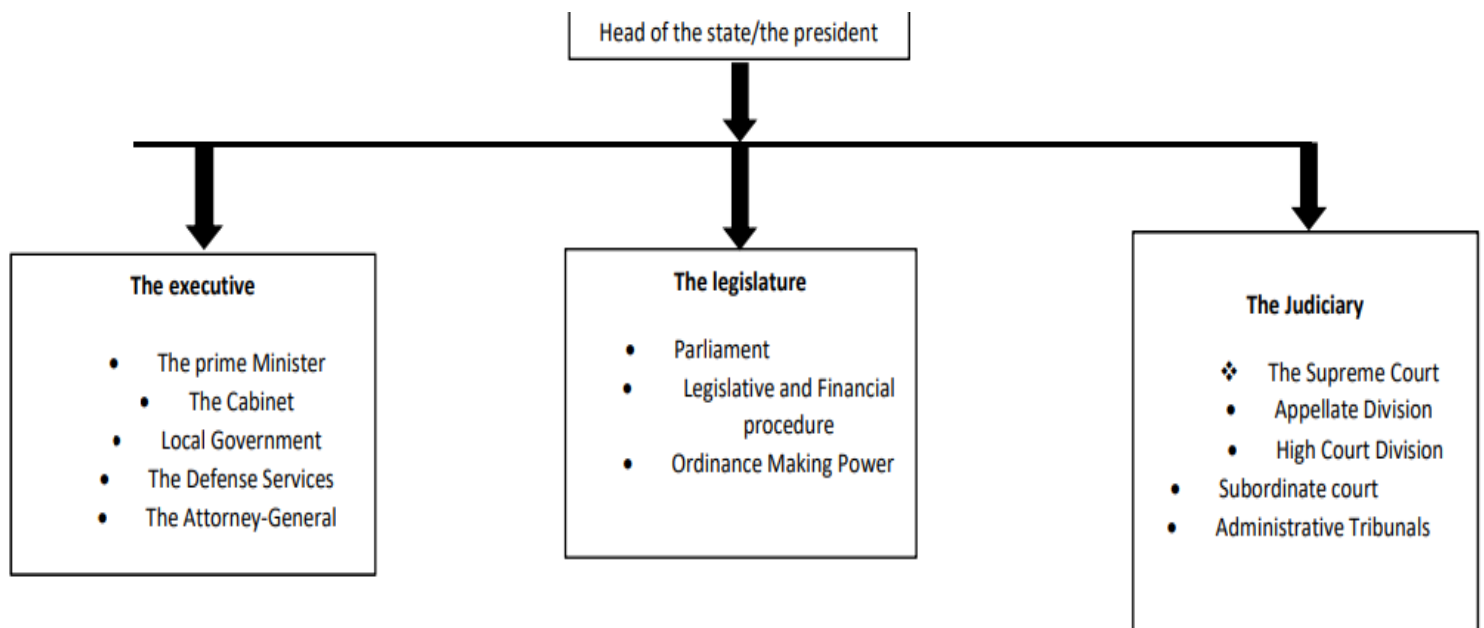 Head of the state/the president
The executive
• The prime Minister
• The Cabinet
• Local Government
• The Defense Services
• The Attorney-General
The legislature
• Parliament
• Legislative and Financial
procedure
• Ordinance Making Power
The Judiciary
❖ The Supreme Court
• Appellate Division
• High Court Division
• Subordinate court
• Administrative Tribunals